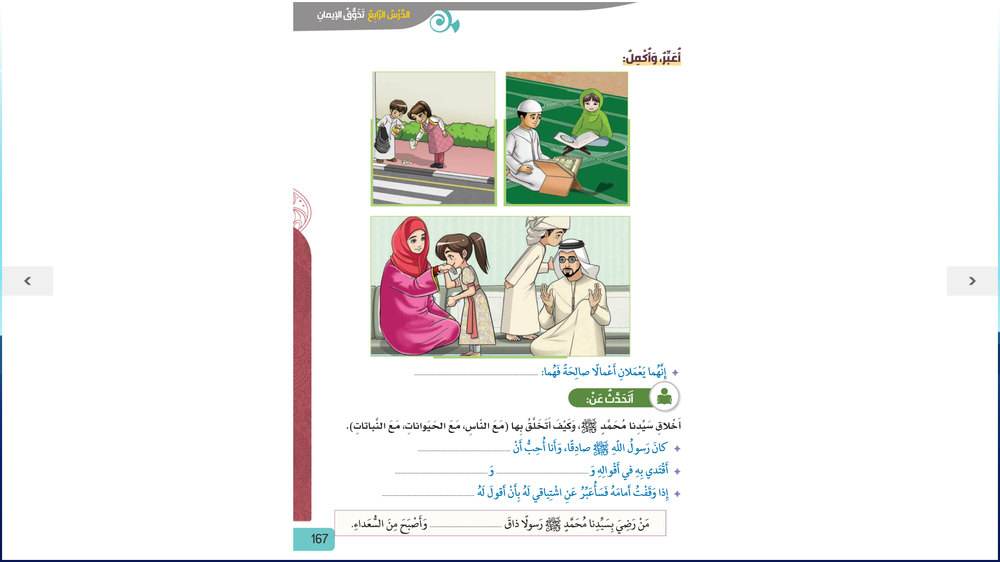 الدَّرْسُ الرّابِعُ تَذَوُّقُ الإيمانِ
أُعَبِّرُ، وَأُكْمِلُ:
إِنَّهُما يَعْمَلانِ أَعْمالًا صالِحَةً فَهُما: ........................
أَتَحَدَّثُ عَنْ:
أَخْلاقِ سَيِّدِنا مُحَمَّدٍ ﷺ، وَكَيْفَ أَتَخَلَّقُ بِها (مَعَ النّاسِ، مَعَ الحَيَواناتِ، مَعَ النَّباتاتِ).
كانَ رَسولُ اللّهِ ﷺ صادِقًا، وَأَنا أُحِبُّ أَنْ ........................
أَقْتَدي بِهِ في أَقْوالِهِ وَ ........................ وَ ........................
إِذا وَقَفْتُ أَمامَهُ فَسَأُعَبِّرُ عَنِ اشْتِياقي لَهُ بِأَنْ أَقولَ لَهُ ........................
مَنْ رَضِيَ بِسَيِّدِنا مُحَمَّدٍ ﷺ رَسولًا ذاقَ ........................ وَأَصْبَحَ مِنَ السُّعَداءِ.
167